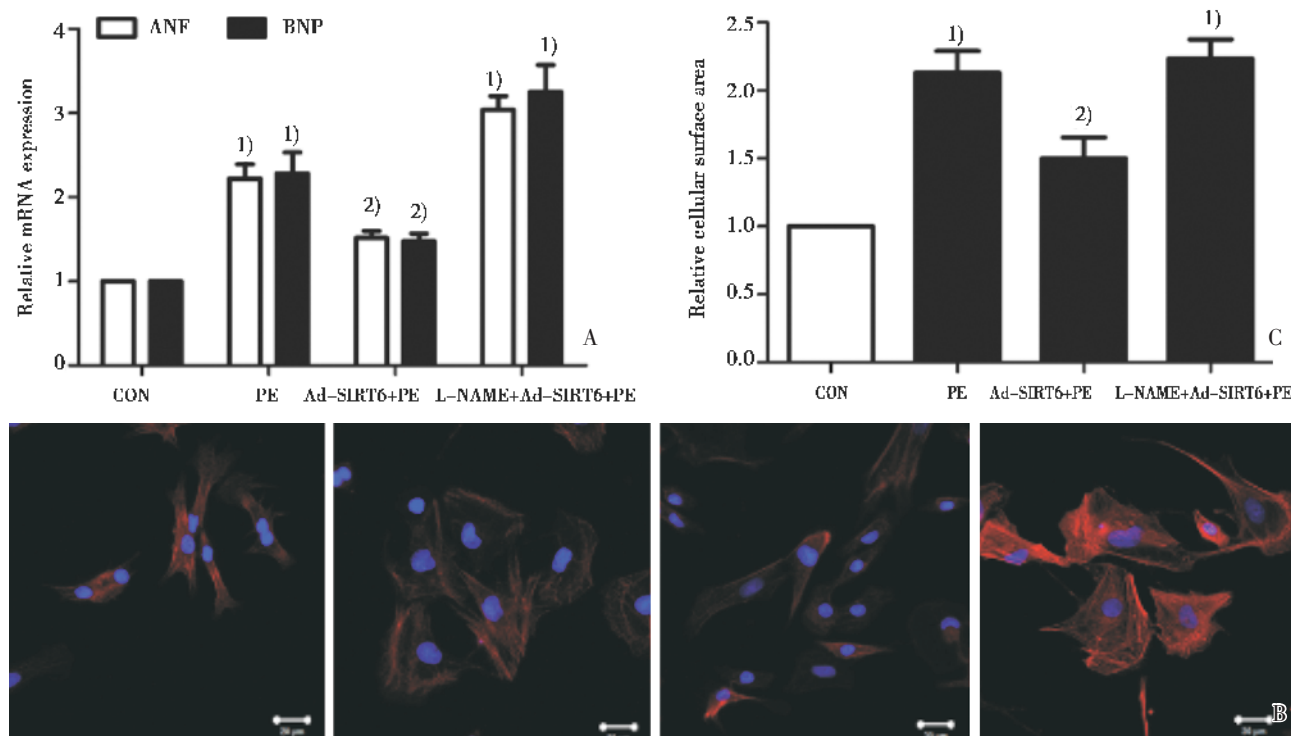 ANF BNP
Relative mRNA expression
4
3
2
1
0
1) 1) 2) 2) 1) 1)
CON PE Ad-SIRT6+PE L-NAME+Ad-SIRT6+PE
A
Relative cellular surface area
2.5
2.0
1.5
1.0
0.5
0.0
1) 2) 1)
CON PE Ad-SIRT6+PE L-NAME+Ad-SIRT6+PE
C
20 μm
B